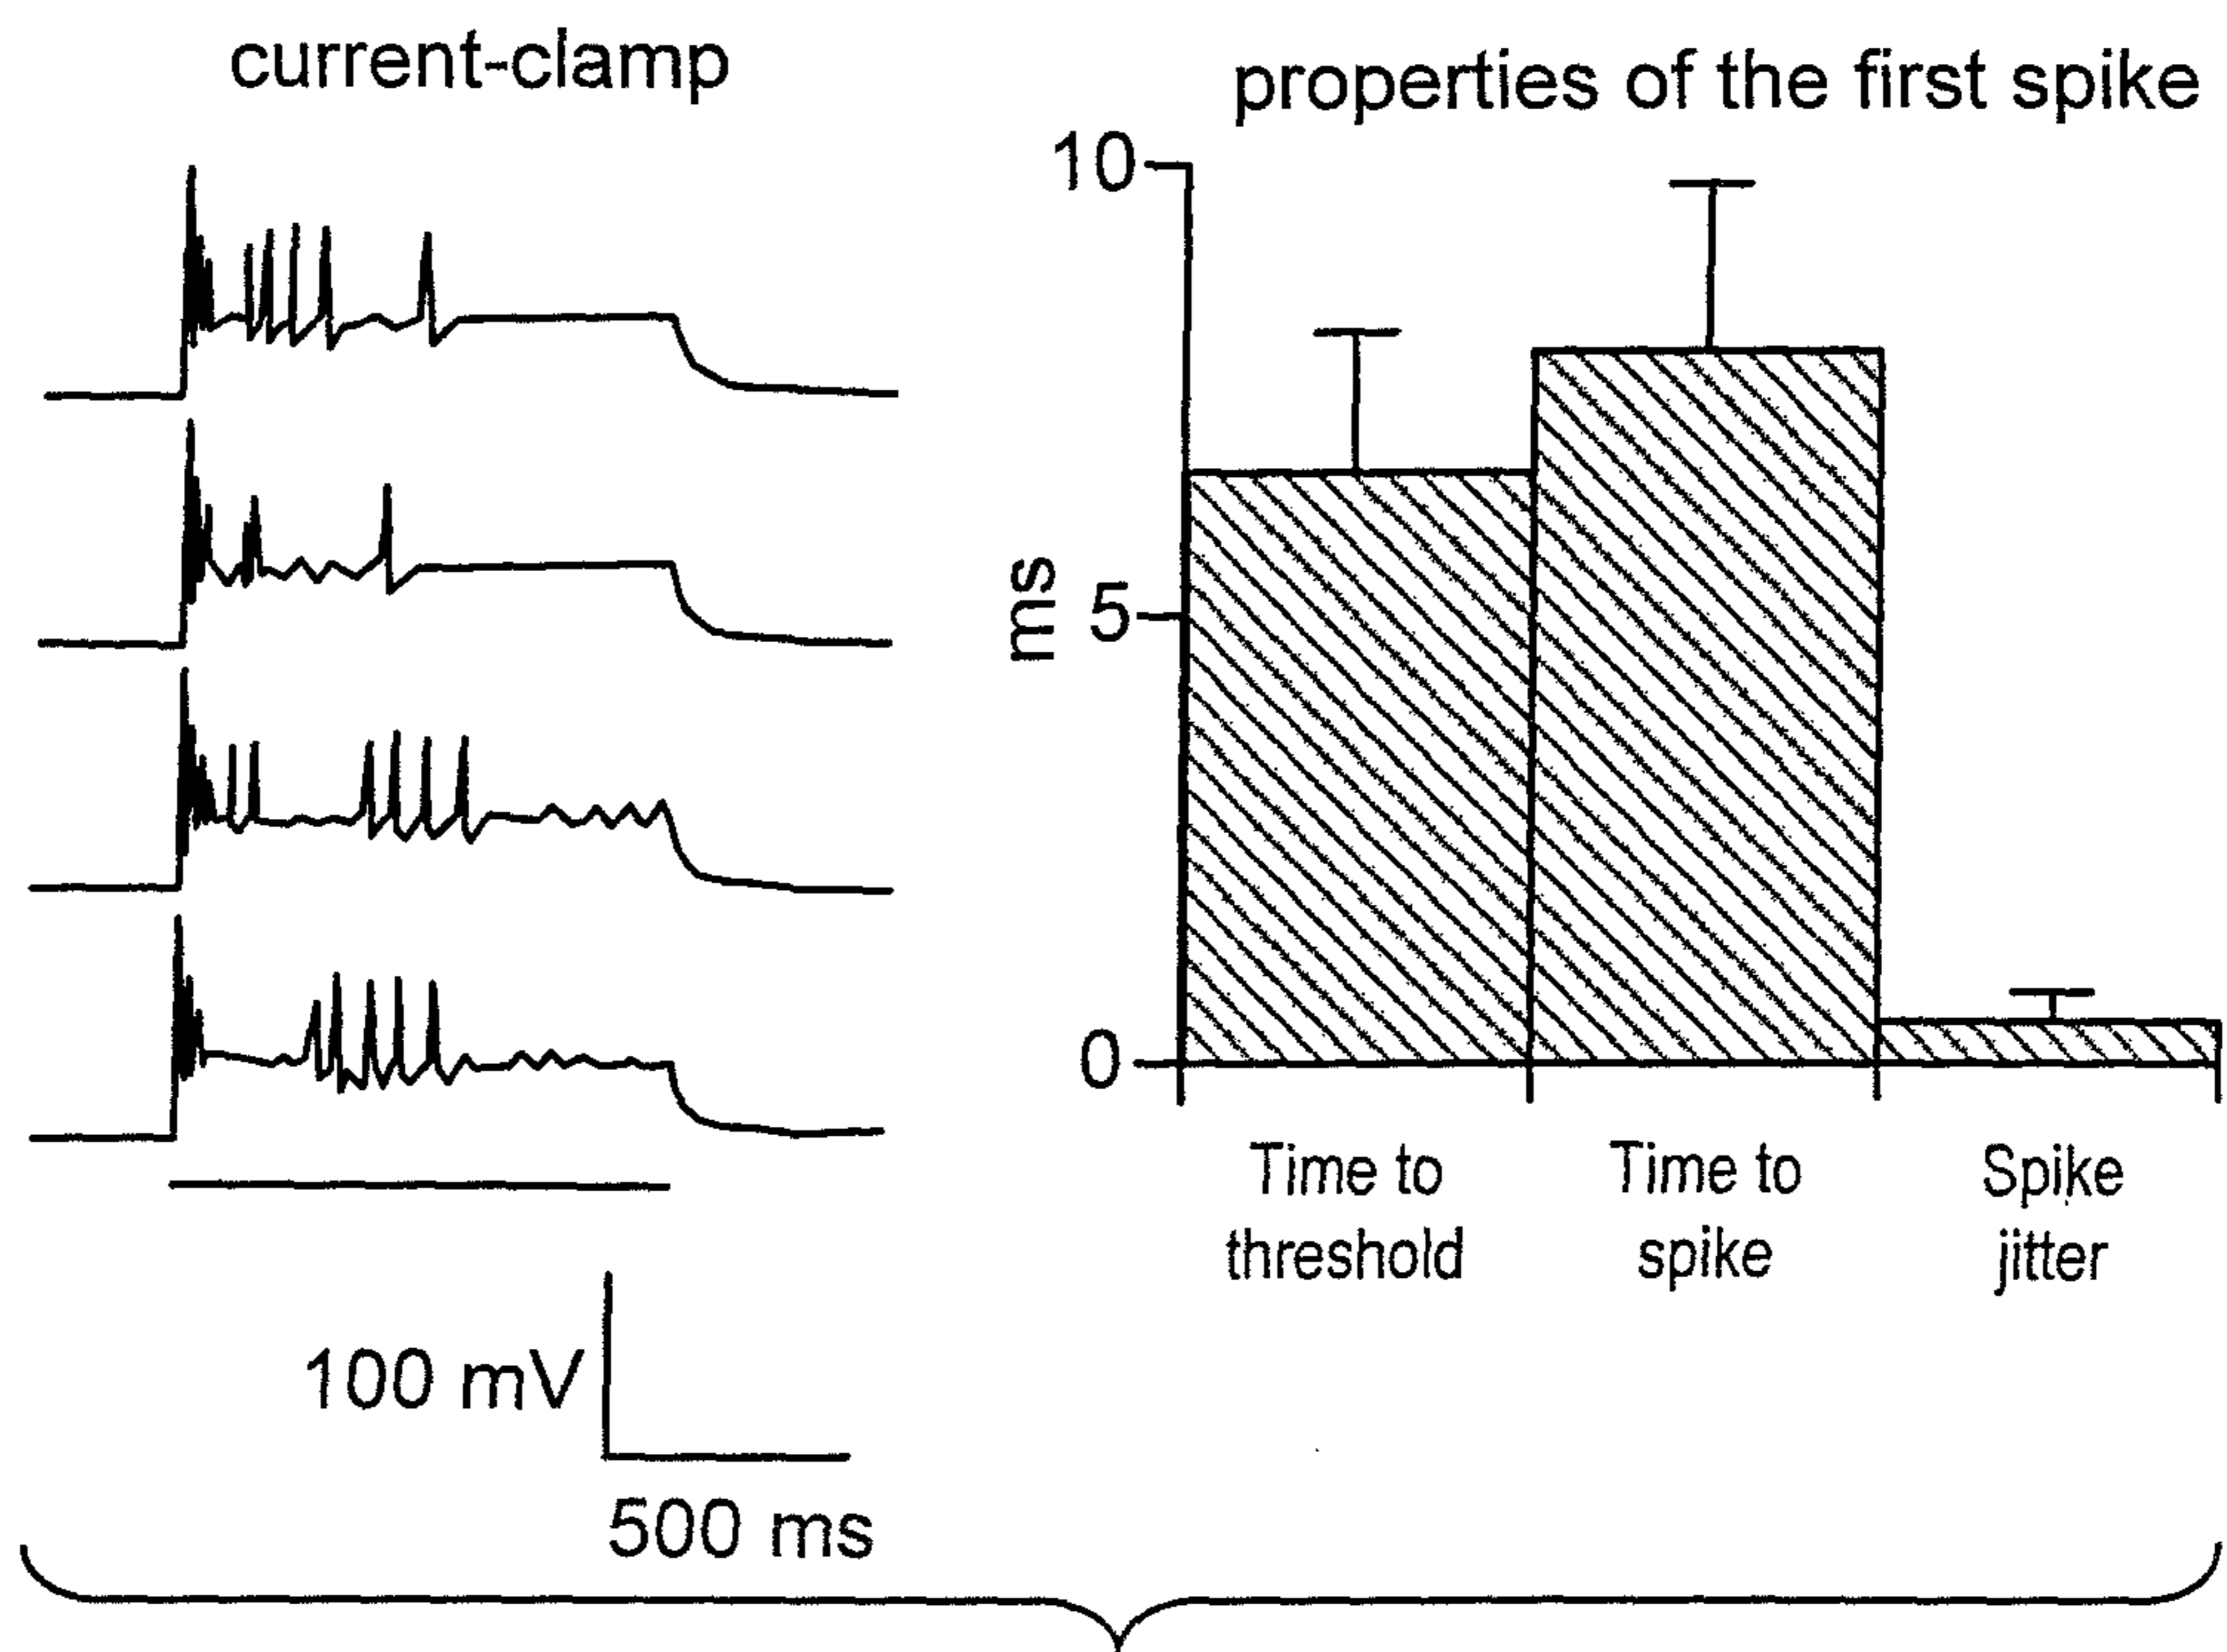 current-clamp
properties of the first spike
10
ms
5
0
Time to
threshold
Time to
spike
Spike
jitter
100 mV
500 ms